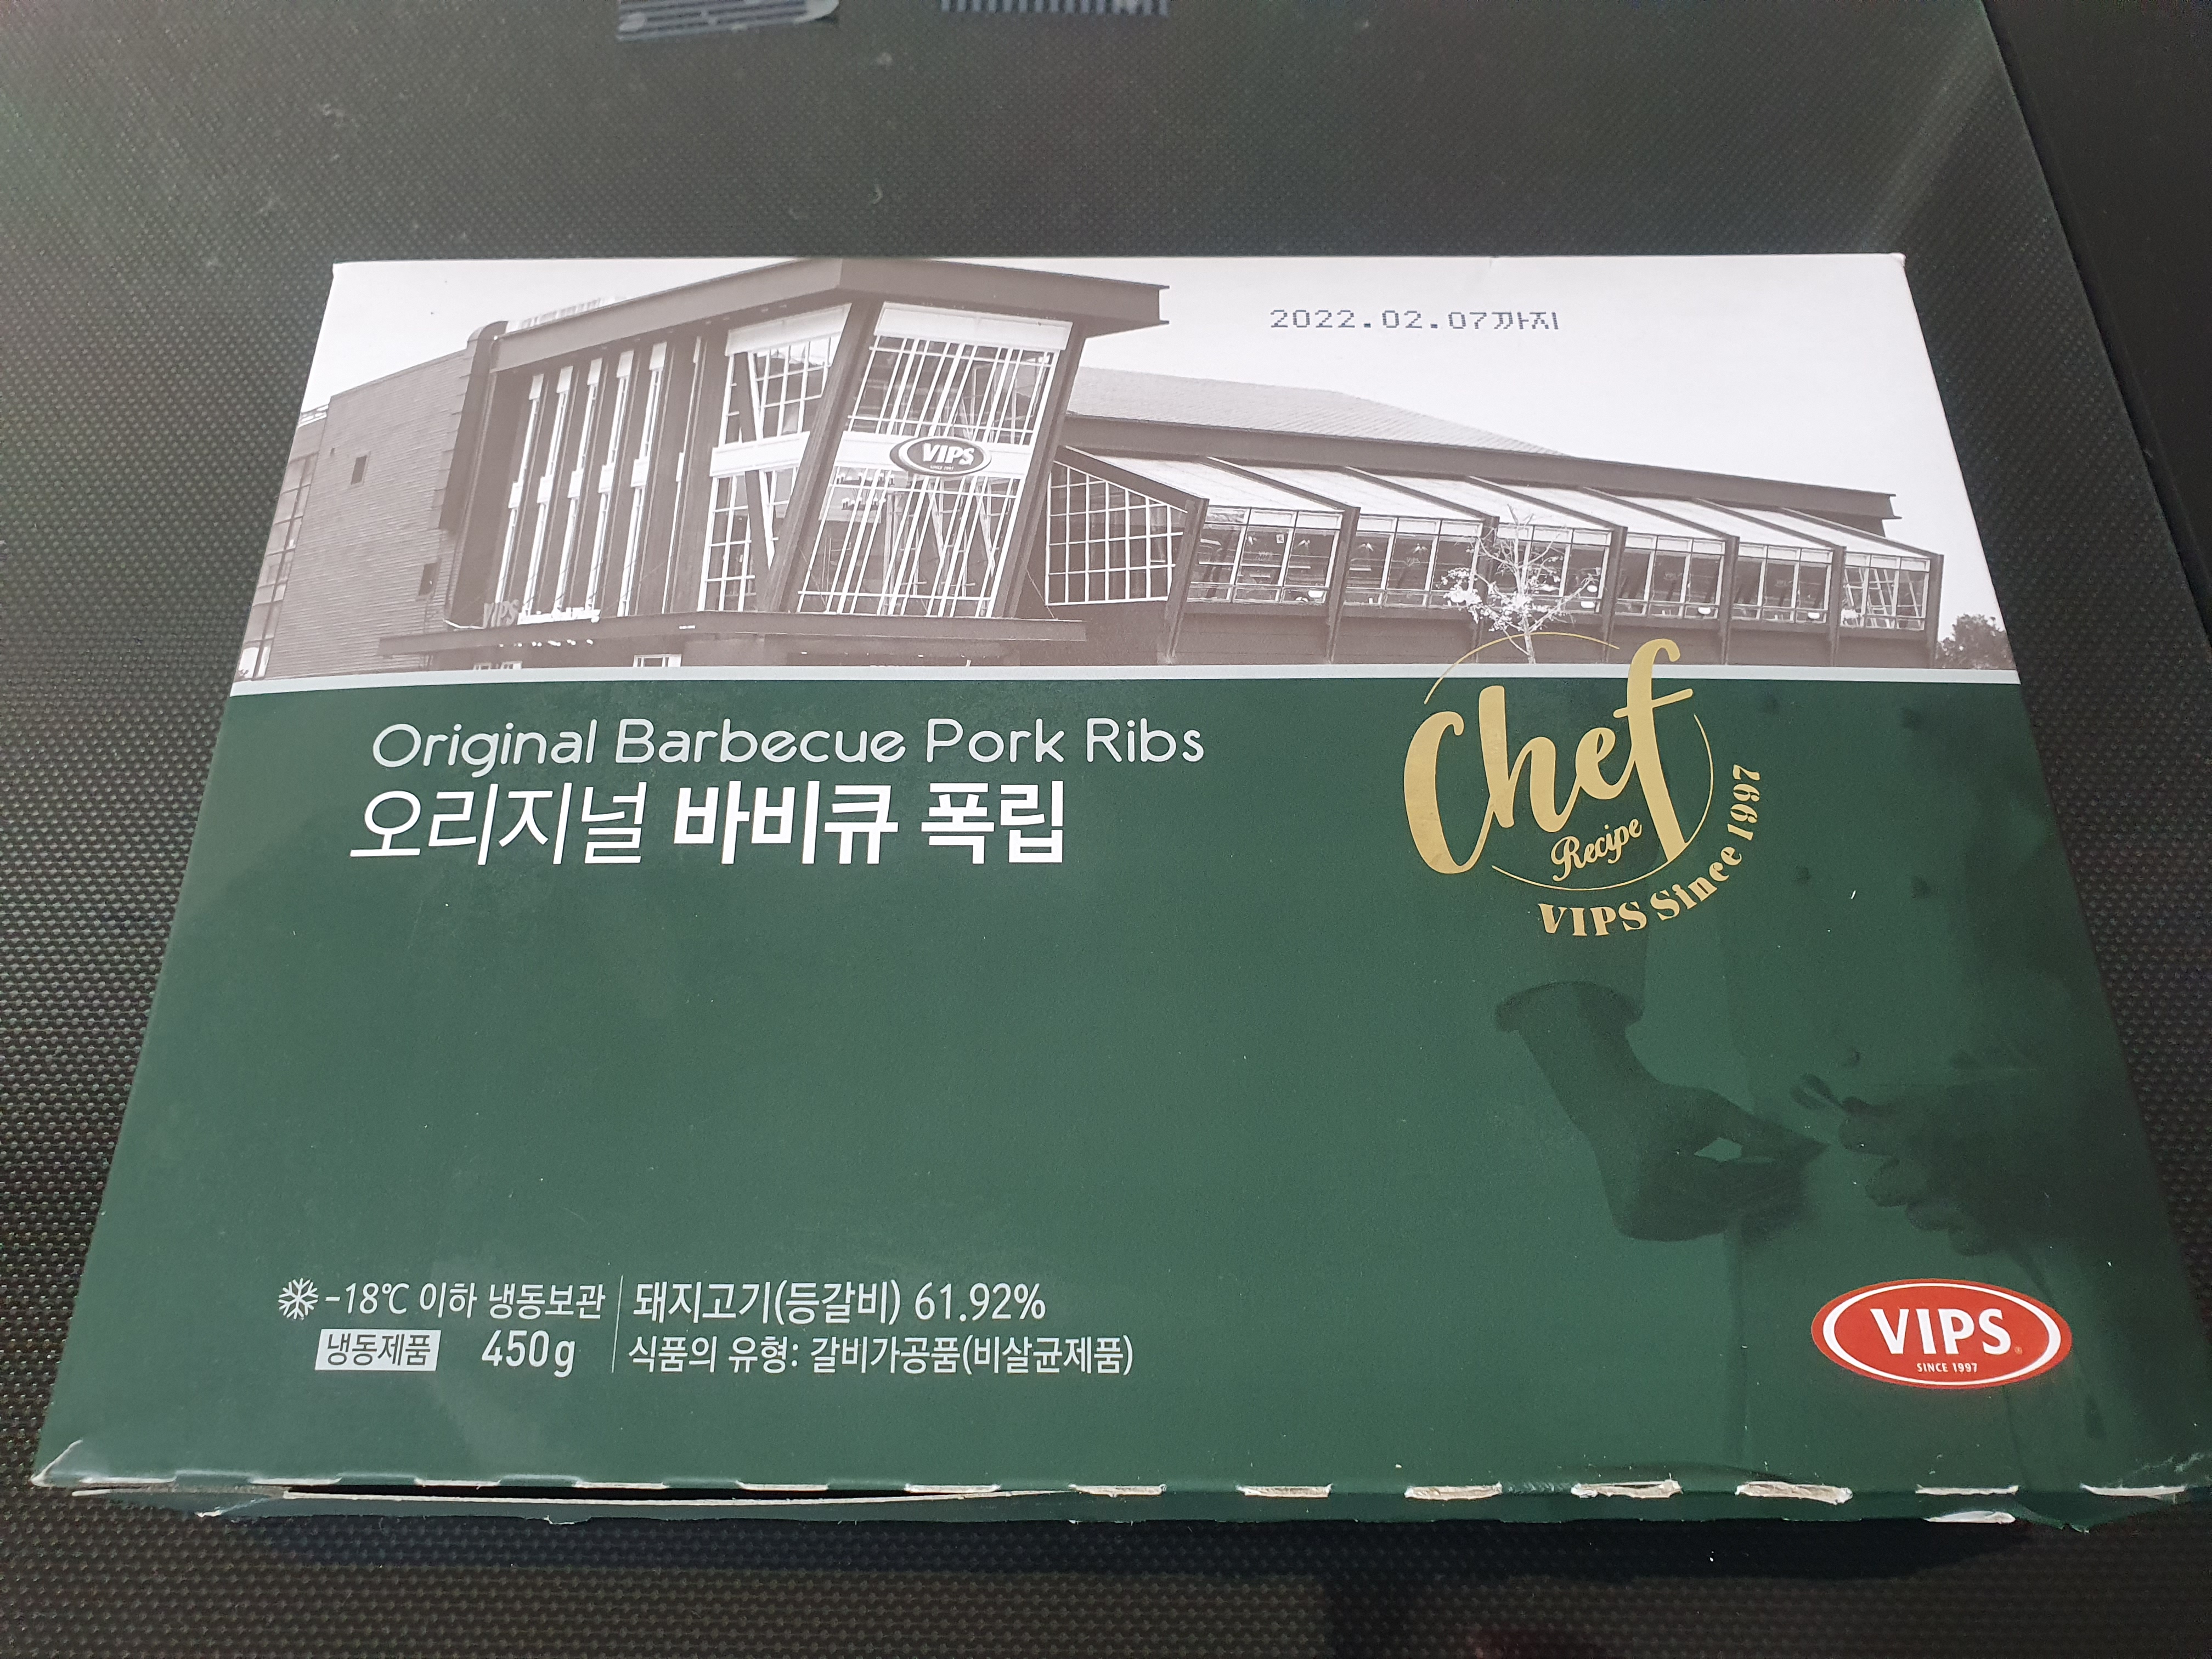 2022.02.07까지
VIPS
VIPS
Original Barbecue Pork Ribs
오리지널 바비큐 폭립
Chef
Recipe
VIPS Since 1997
-18℃ 이하 냉동보관
냉동제품 450g
돼지고기(등갈비) 61.92%
식품의 유형: 갈비가공품(비살균제품)
VIPS
SINCE 1997